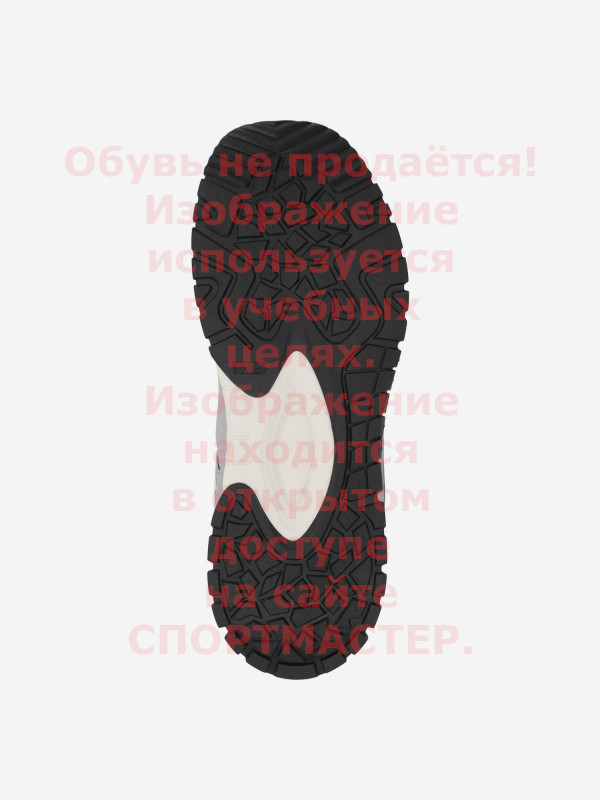 Обувь не продаётся!
Изображение
используется
в учебных
целях.
Изображение
находится
в открытом
доступе
на сайте
СПОРТМАСТЕР.